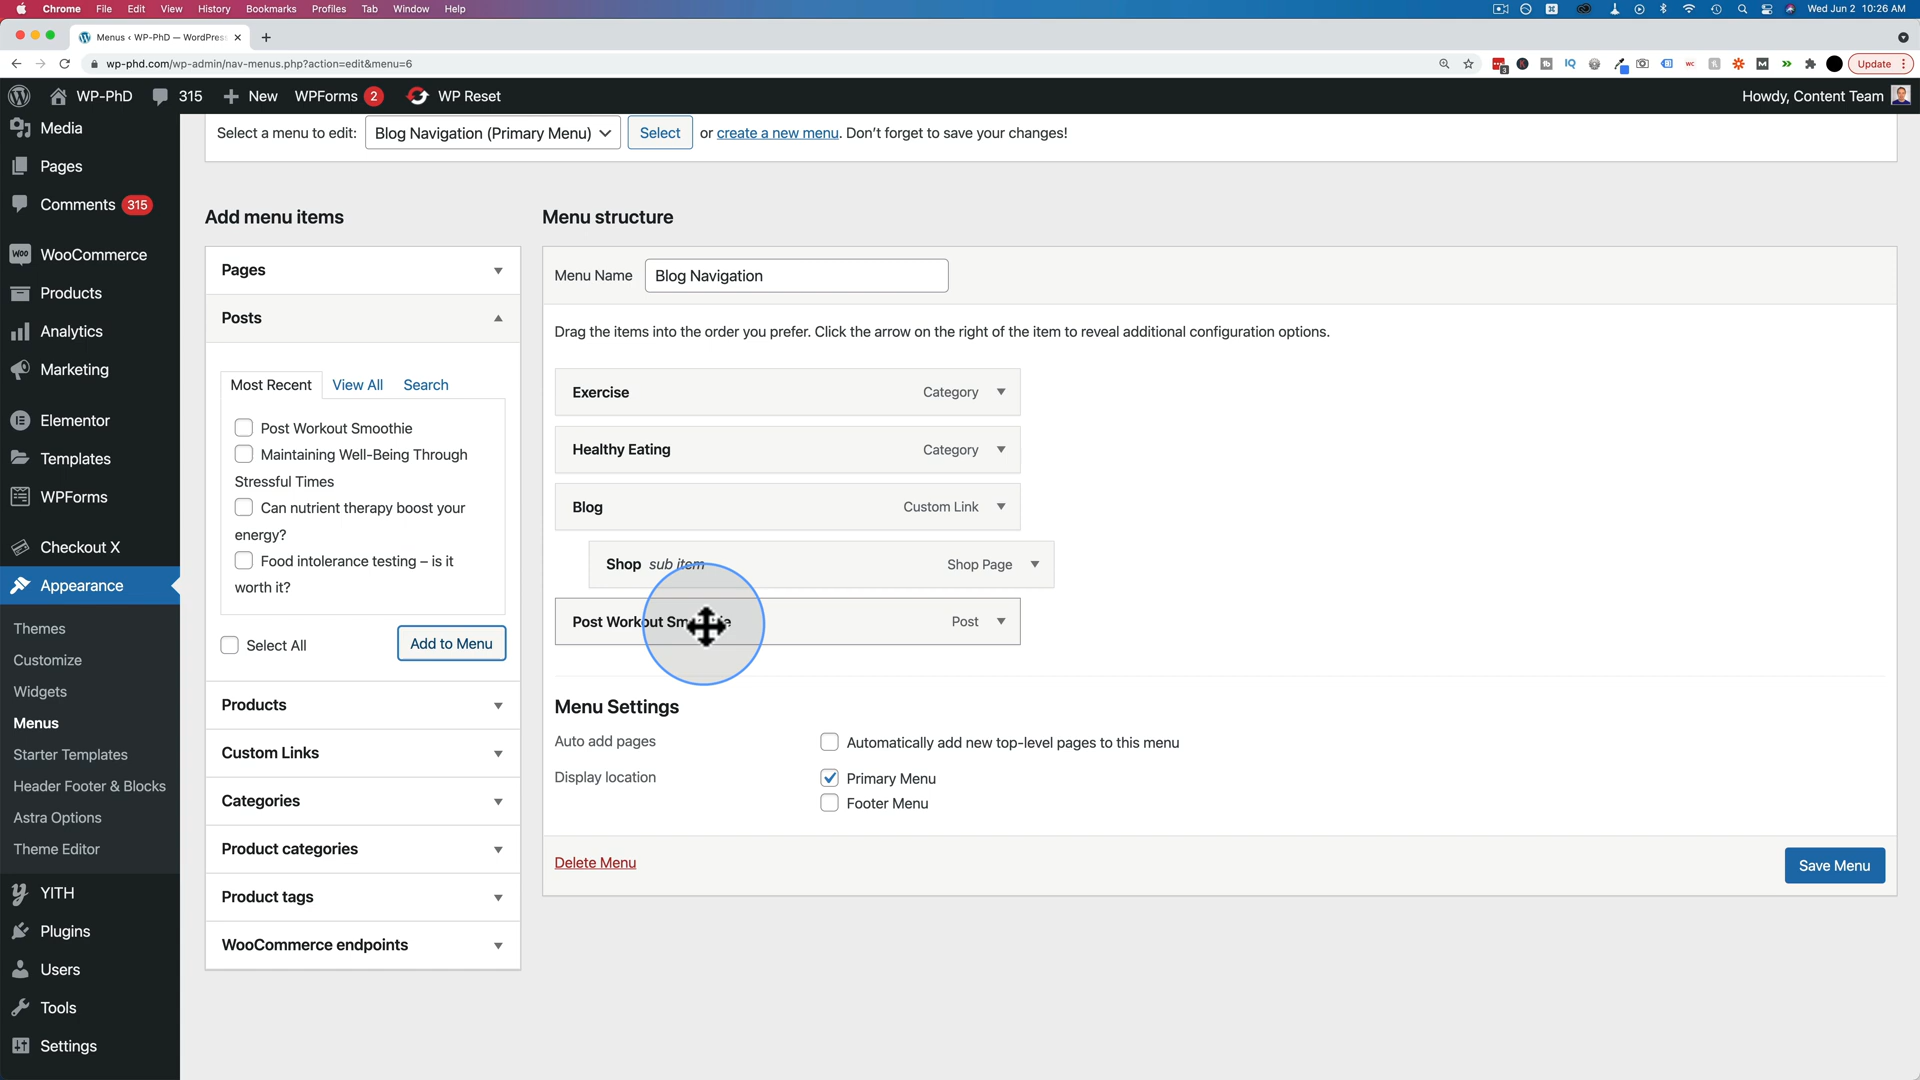 Chrome File Edit View History Bookmarks Profiles Tab Window Help Wed Jun 2 10:26 AM
Menus ‹ WP-PhD — WordPress
wp-phd.com/wp-admin/nav-menus.php?action=edit&menu=6 Update
WP-PhD 315 New WPForms 2 WP Reset Howdy, Content Team
Media
Pages
Comments 315
WooCommerce
Products
Analytics
Marketing
Elementor
Templates
WPForms
Checkout X
Appearance
Themes
Customize
Widgets
Menus
Starter Templates
Header Footer & Blocks
Astra Options
Theme Editor
YITH
Plugins
Users
Tools
Settings
Select a menu to edit: Blog Navigation (Primary Menu) Select or create a new menu. Don't forget to save your changes!
Add menu items
Pages
Posts
Most Recent View All Search
Post Workout Smoothie
Maintaining Well-Being Through
Stressful Times
Can nutrient therapy boost your
energy?
Food intolerance testing – is it
worth it?
Select All Add to Menu
Products
Custom Links
Categories
Product categories
Product tags
WooCommerce endpoints
Menu structure
Menu Name Blog Navigation
Drag the items into the order you prefer. Click the arrow on the right of the item to reveal additional configuration options.
Exercise Category
Healthy Eating Category
Blog Custom Link
Shop sub item Shop Page
Post Workout Post
Menu Settings
Auto add pages Automatically add new top-level pages to this menu
Display location Primary Menu
Footer Menu
Delete Menu Save Menu